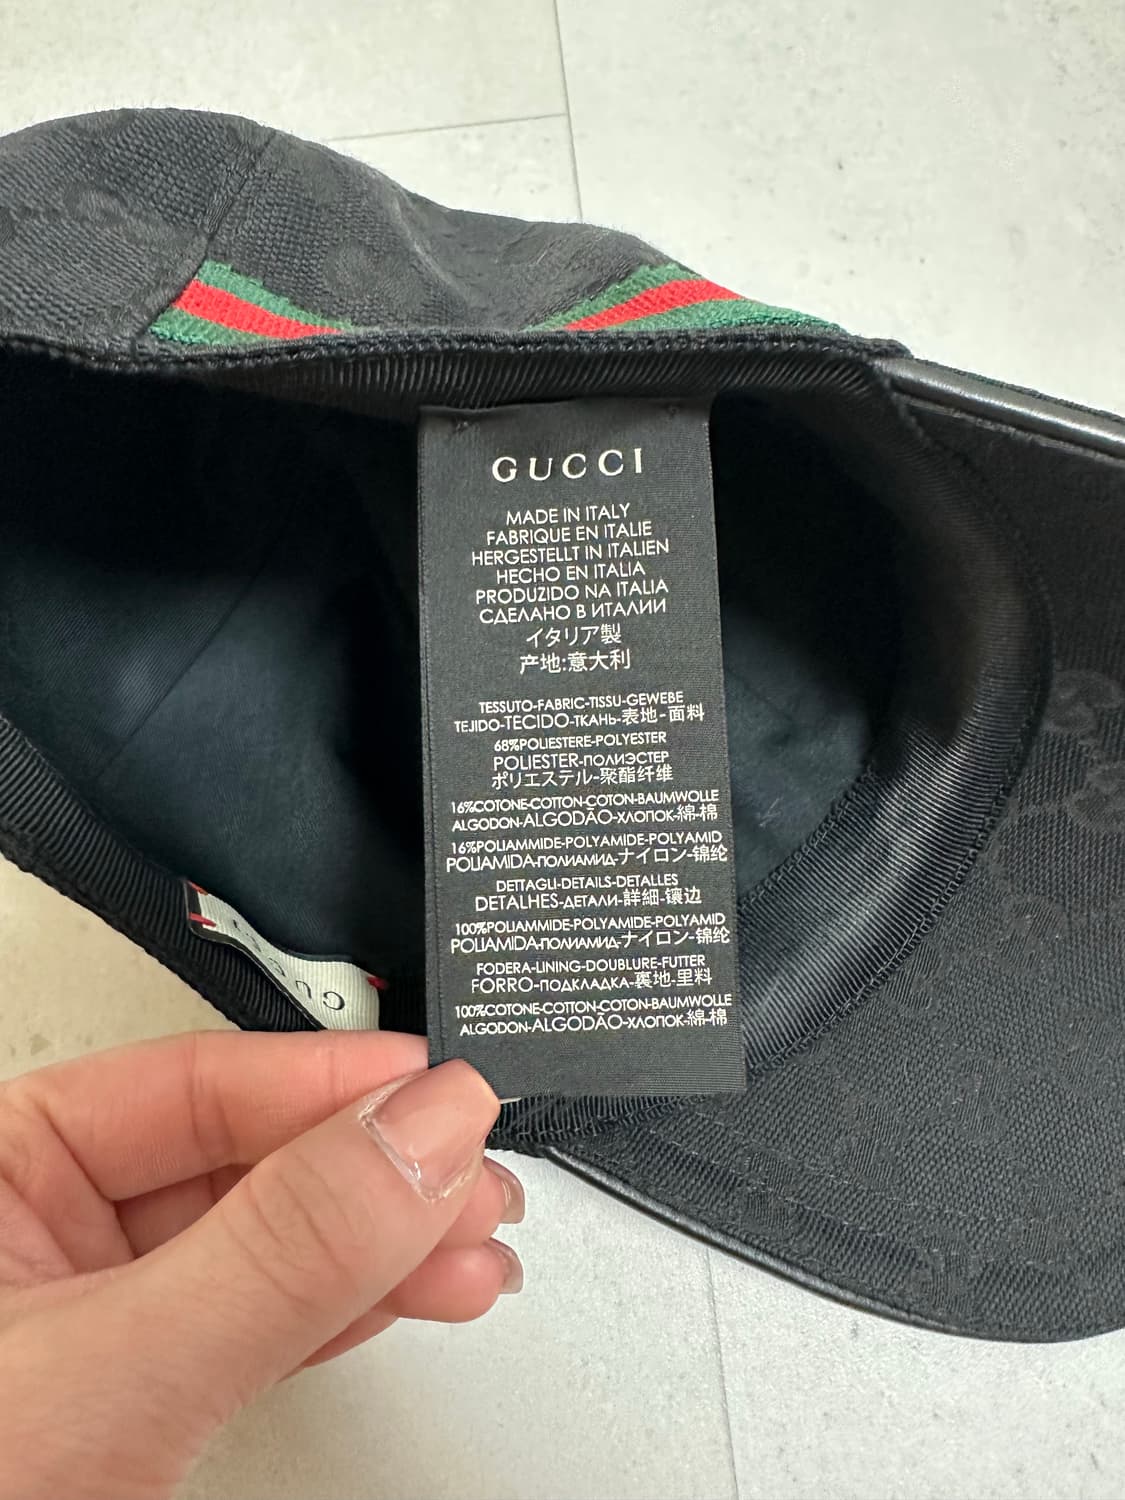 GUCCI
MADE IN ITALY
FABRIQUE EN ITALIE
HERGESTELLT IN ITALIEN
HECHO EN ITALIA
PRODUZIDO NA ITALIA
СДЕЛАНО В ИТАЛИИ
イタリア製
产地:意大利
TESSUTO-FABRIC-TISSU-GEWEBE
TEJIDO-TECIDO-ТКАНЬ-表地-面料
68%POLIESTERE-POLYESTER
POLIESTER-ПОЛИЭСТЕР
ポリエステル-聚酯纤维
16%COTONE-COTTON-COTON-BAUMWOLLE
ALGODON-ALGODÃO-ХЛОПОК-綿-棉
16%POLIAMMIDE-POLYAMIDE-POLYAMID
POLIAMIDA-ПОЛИАМИД-ナイロン-锦纶
DETTAGLI-DETAILS-DETALLES
DETALHES-ДЕТАЛИ-詳細-镶边
100%POLIAMMIDE-POLYAMIDE-POLYAMID
POLIAMIDA-ПОЛИАМИД-ナイロン-锦纶
FODERA-LINING-DOUBLURE-FUTTER
FORRO-ПОДКЛАДКА-裏地-里料
100%COTONE-COTTON-COTON-BAUMWOLLE
ALGODON-ALGODÃO-ХЛОПОК-綿-棉
GUCCI